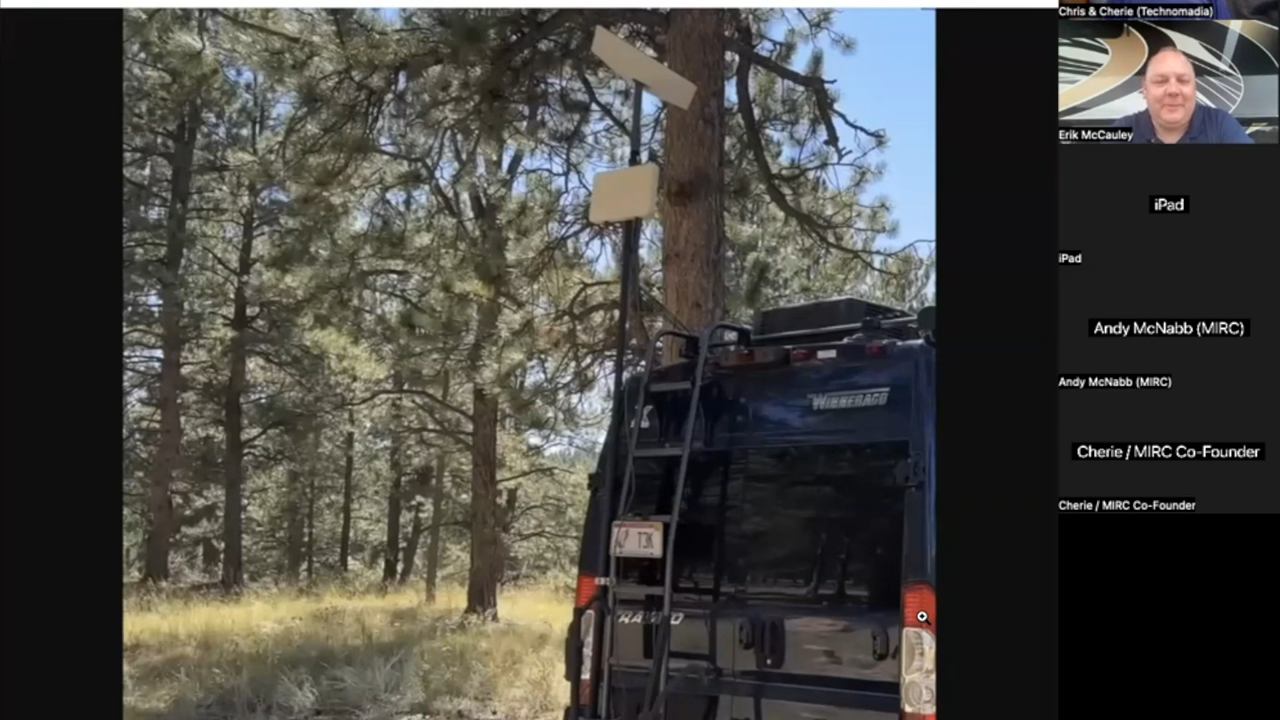 Chris & Cherie (Technomadia)
Erik McCauley
iPad
iPad
Andy McNabb (MIRC)
Andy McNabb (MIRC)
Cherie / MIRC Co-Founder
Cherie / MIRC Co-Founder
WINNEBAGO
T3K